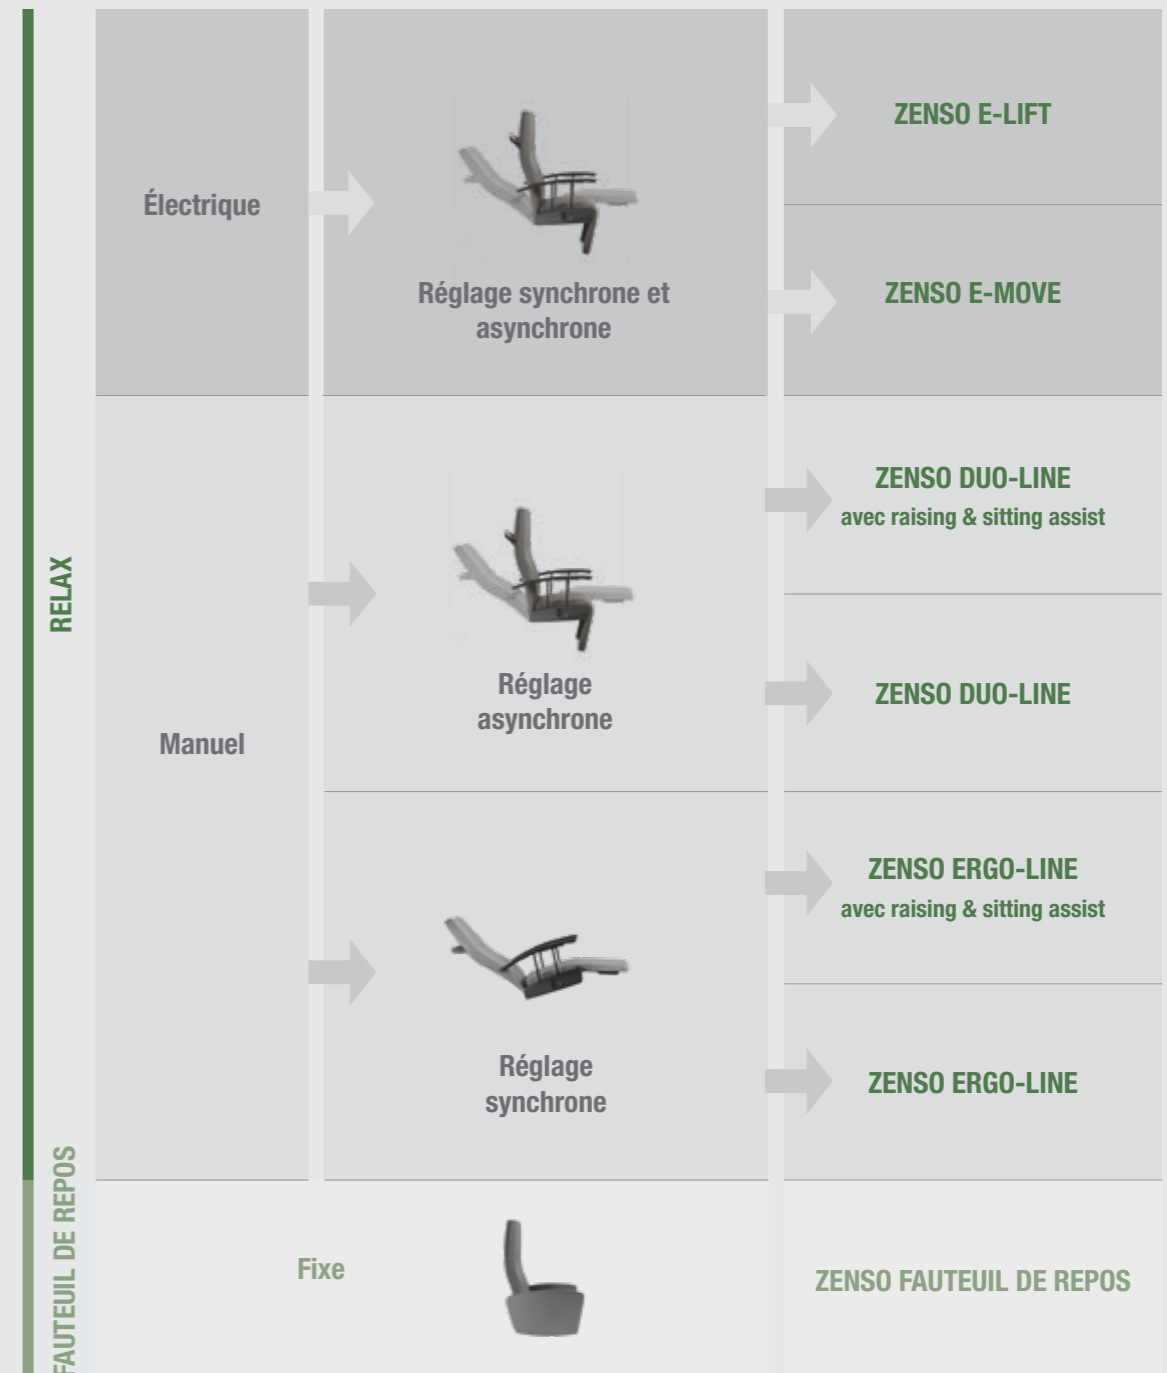 RELAX
Électrique
Réglage synchrone et
asynchrone
ZENSO E-LIFT
ZENSO E-MOVE
Manuel
Réglage
asynchrone
ZENSO DUO-LINE
avec raising & sitting assist
ZENSO DUO-LINE
Réglage
synchrone
ZENSO ERGO-LINE
avec raising & sitting assist
ZENSO ERGO-LINE
FAUTEUIL DE REPOS
Fixe
ZENSO FAUTEUIL DE REPOS